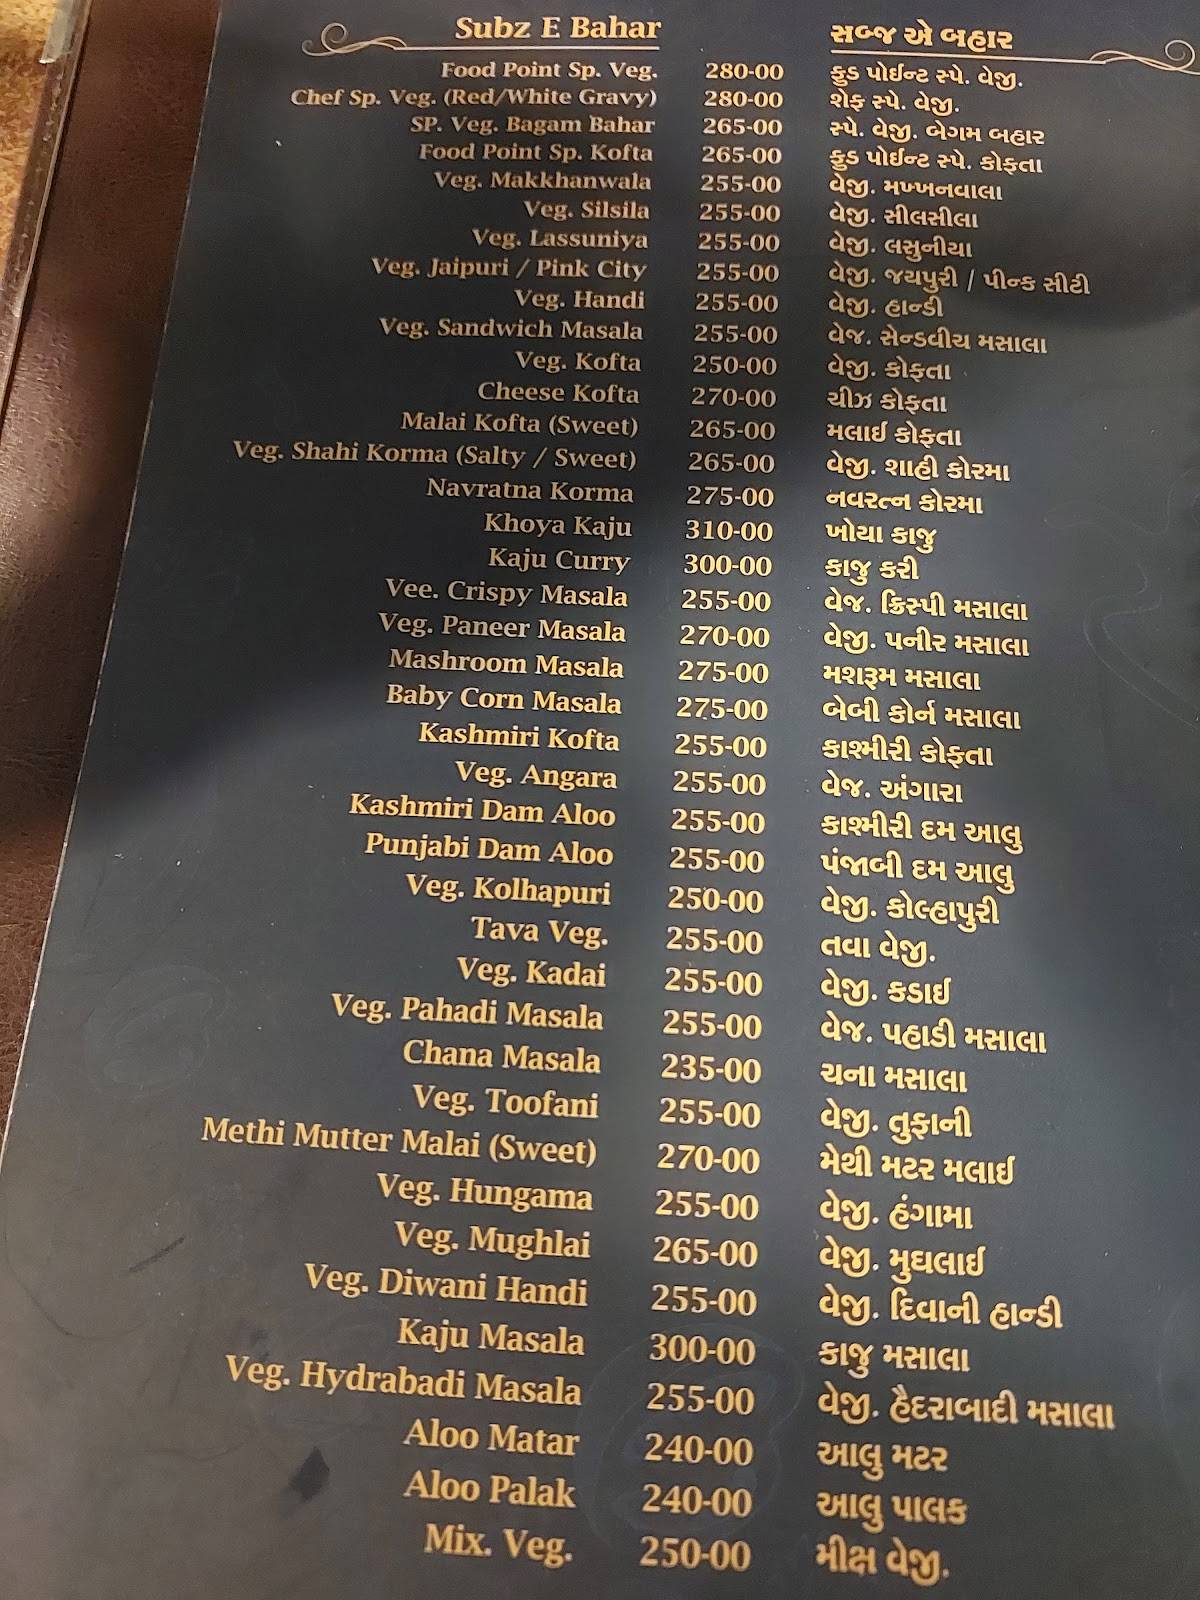 Subz E Bahar સબ્જ એ બહાર
Food Point Sp. Veg. 280-00 ફુડ પોઈન્ટ સ્પે. વેજી.
Chef Sp. Veg. (Red/White Gravy) 280-00 શેફ સ્પે. વેજી.
SP. Veg. Bagam Bahar 265-00 સ્પે. વેજી. બેગમ બહાર
Food Point Sp. Kofta 265-00 ફુડ પોઈન્ટ સ્પે. કોફતા
Veg. Makkhanwala 255-00 વેજી. મખ્ખનવાલા
Veg. Silsila 255-00 વેજી. સીલસીલા
Veg. Lassuniya 255-00 વેજી. લસુનીયા
Veg. Jaipuri / Pink City 255-00 વેજી. જયપુરી / પીન્ક સીટી
Veg. Handi 255-00 વેજી. હાન્ડી
Veg. Sandwich Masala 255-00 વેજ. સેન્ડવીચ મસાલા
Veg. Kofta 250-00 વેજી. કોફતા
Cheese Kofta 270-00 ચીઝ કોફતા
Malai Kofta (Sweet) 265-00 મલાઈ કોફતા
Veg. Shahi Korma (Salty / Sweet) 265-00 વેજી. શાહી કોરમા
Navratna Korma 275-00 નવરત્ન કોરમા
Khoya Kaju 310-00 ખોયા કાજુ
Kaju Curry 300-00 કાજુ કરી
Vee. Crispy Masala 255-00 વેજ. ક્રિસ્પી મસાલા
Veg. Paneer Masala 270-00 વેજી. પનીર મસાલા
Mashroom Masala 275-00 મશરૂમ મસાલા
Baby Corn Masala 275-00 બેબી કોર્ન મસાલા
Kashmiri Kofta 255-00 કાશ્મીરી કોફતા
Veg. Angara 255-00 વેજ. અંગારા
Kashmiri Dam Aloo 255-00 કાશ્મીરી દમ આલુ
Punjabi Dam Aloo 255-00 પંજાબી દમ આલુ
Veg. Kolhapuri 250-00 વેજી. કોલ્હાપુરી
Tava Veg. 255-00 તવા વેજી.
Veg. Kadai 255-00 વેજી. કડાઈ
Veg. Pahadi Masala 255-00 વેજ. પહાડી મસાલા
Chana Masala 235-00 ચના મસાલા
Veg. Toofani 255-00 વેજી. તુફાની
Methi Mutter Malai (Sweet) 270-00 મેથી મટર મલાઈ
Veg. Hungama 255-00 વેજી. હંગામા
Veg. Mughlai 265-00 વેજી. મુઘલાઈ
Veg. Diwani Handi 255-00 વેજી. દિવાની હાન્ડી
Kaju Masala 300-00 કાજુ મસાલા
Veg. Hydrabadi Masala 255-00 વેજી. હૈદરાબાદી મસાલા
Aloo Matar 240-00 આલુ મટર
Aloo Palak 240-00 આલુ પાલક
Mix. Veg. 250-00 મીક્ષ વેજી.